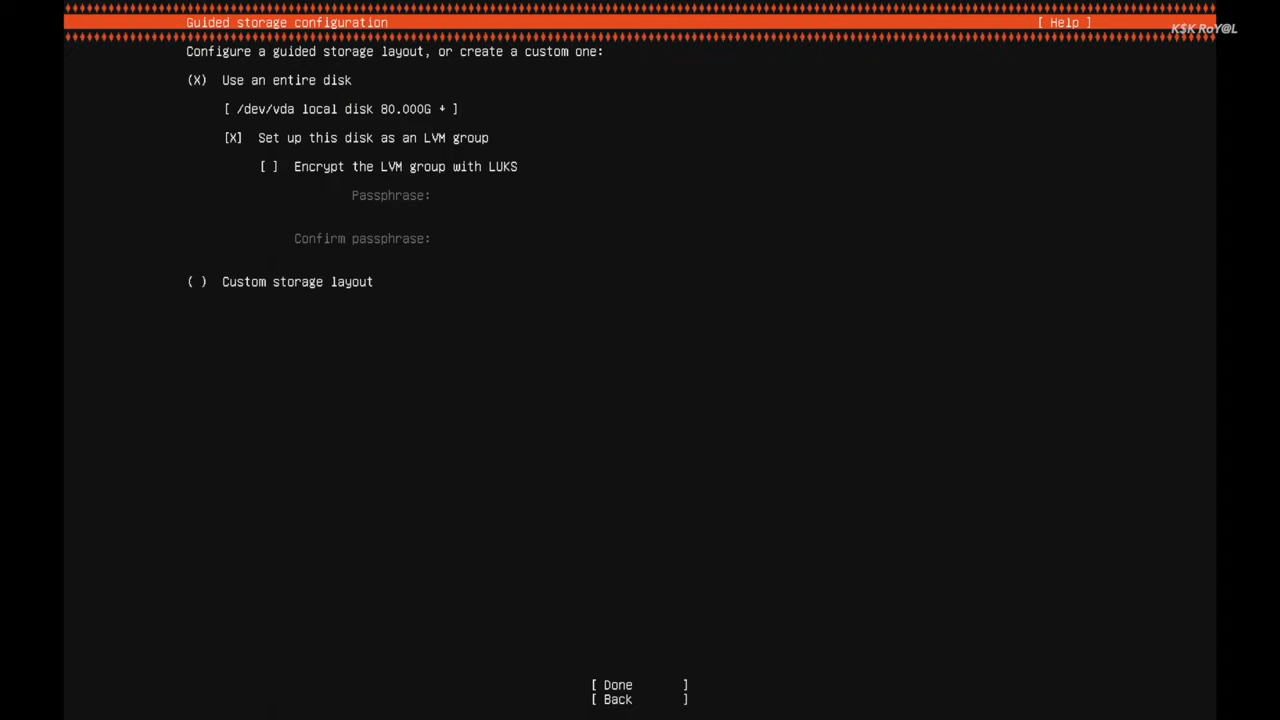 Guided storage configuration [ Help ]
K$K RoY@L
Configure a guided storage layout, or create a custom one:
(X) Use an entire disk
[ /dev/vda local disk 80.000G ↓ ]
[X] Set up this disk as an LVM group
[ ] Encrypt the LVM group with LUKS
Passphrase:
Confirm passphrase:
( ) Custom storage layout
[ Done ]
[ Back ]